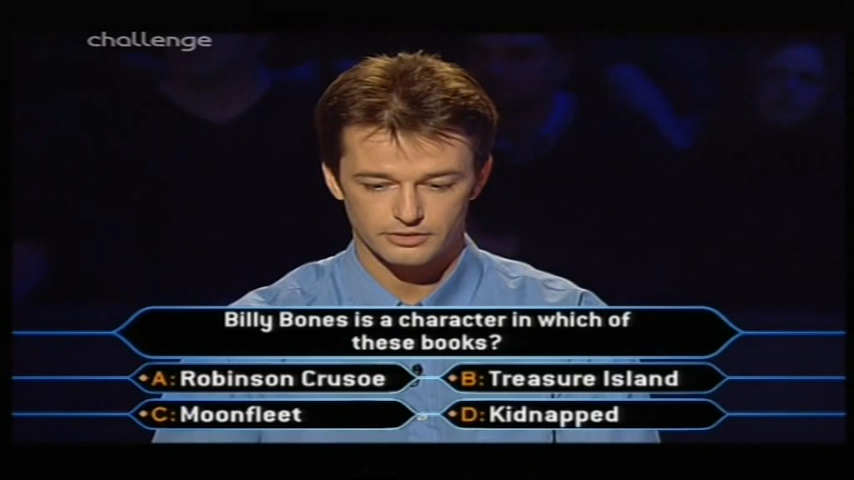 challenge
Billy Bones is a character in which of
these books?
A: Robinson Crusoe
B: Treasure Island
C: Moonfleet
D: Kidnapped